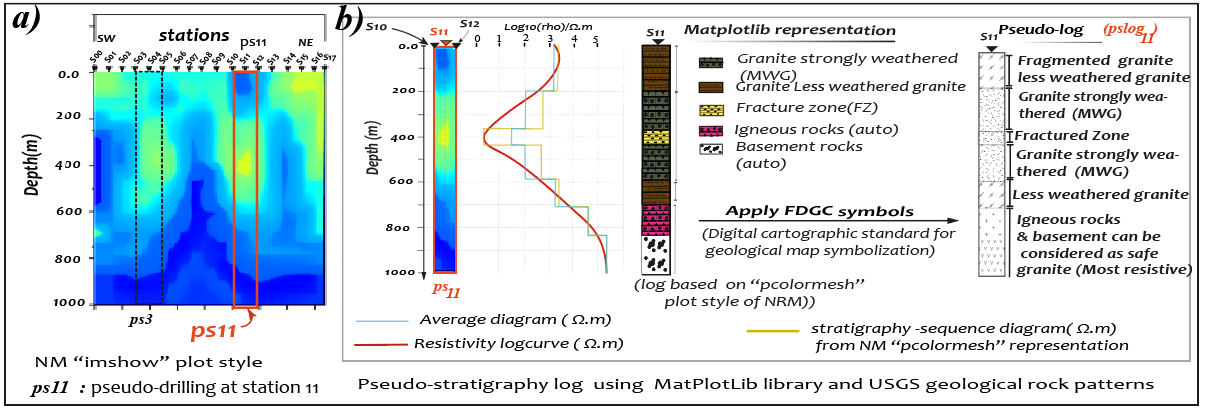 a)
stations
SW
ps11
NE
S00 S01 S02 S03 S04 S05 S06 S07 S08 S09 S10 S11 S12 S13 S14 S15 S16 S17
0.0
200
400
600
800
1000
Depth(m)
ps3
ps11
NM “imshow” plot style
ps11 : pseudo-drilling at station 11
b)
S10 S11 S12
Log10(rho)/Ω.m
0 1 2 3 4 5
0.0
200
400
600
800
1000
Depth (m)
ps11
S11
Matplotlib representation
Granite strongly weathered
(MWG)
Granite Less weathered granite
Fracture zone(FZ)
Igneous rocks (auto)
Basement rocks
(auto)
Apply FDGC symbols
(Digital cartographic standard for
geological map symbolization)
(log based on “pcolormesh”
plot style of NRM))
Pseudo-log (pslog11)
S11
Fragmented granite
less weathered granite
Granite strongly wea-
thered (MWG)
Fractured Zone
Granite strongly wea-
thered (MWG)
Less weathered granite
Igneous rocks
& basement can be
considered as safe
granite (Most resistive)
Average diagram ( Ω.m)
Resistivity logcurve ( Ω.m)
stratigraphy -sequence diagram( Ω.m)
from NM “pcolormesh” representation
Pseudo-stratigraphy log using MatPlotLib library and USGS geological rock patterns